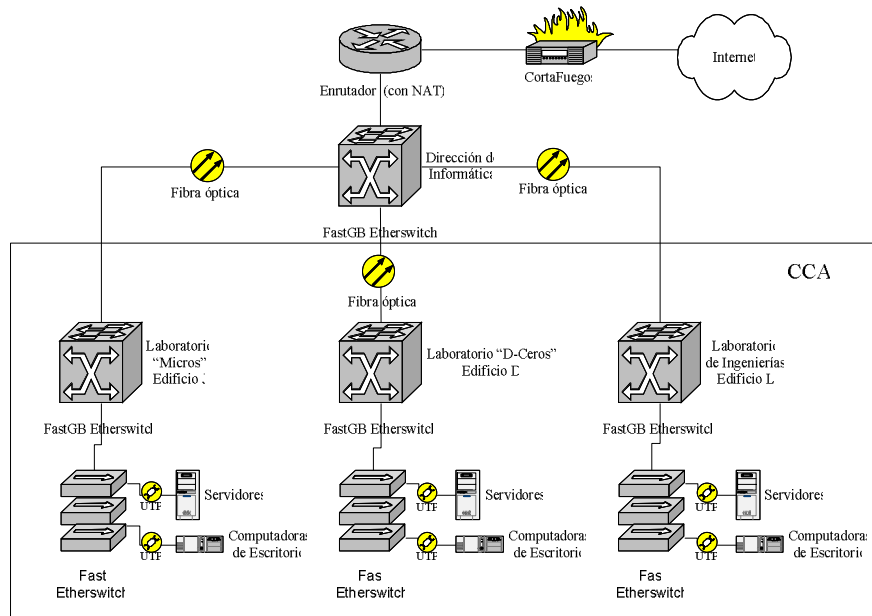 Internet
CortaFuegos
Enrutador (con NAT)
Dirección de
Informática
Fibra óptica
Fibra óptica
FastGB Etherswitch
CCA
Fibra óptica
Laboratorio
“Micros”
Edificio J
Laboratorio “D-Ceros”
Edificio D
Laboratorio
de Ingenierías
Edificio L
FastGB Etherswitch
FastGB Etherswitch
FastGB Etherswitch
UTP
Servidores
UTP
Servidores
UTP
Servidores
UTP
Computadoras
de Escritorio
UTP
Computadoras
de Escritorio
UTP
Computadoras
de Escritorio
Fast
Etherswitch
Fas
Etherswitch
Fas
Etherswitch